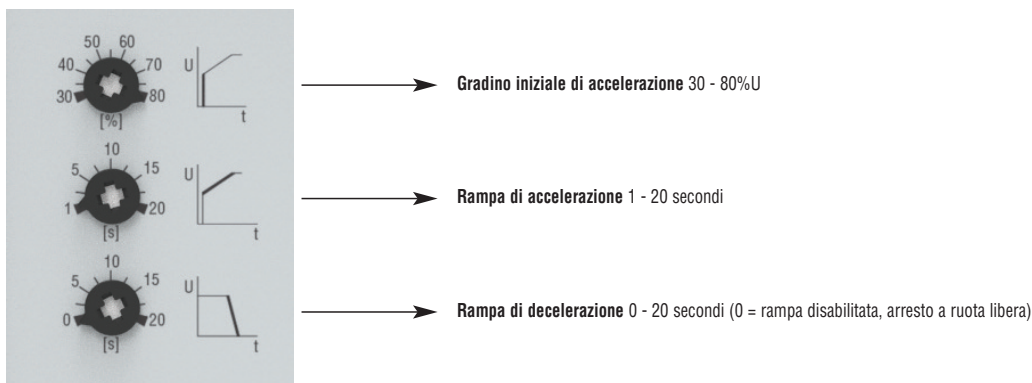 50 60
40 70
30 80
[%]
U
t
Gradino iniziale di accelerazione 30 - 80%U
10
5 15
1 20
[s]
U
t
Rampa di accelerazione 1 - 20 secondi
10
5 15
0 20
[s]
U
t
Rampa di decelerazione 0 - 20 secondi (0 = rampa disabilitata, arresto a ruota libera)